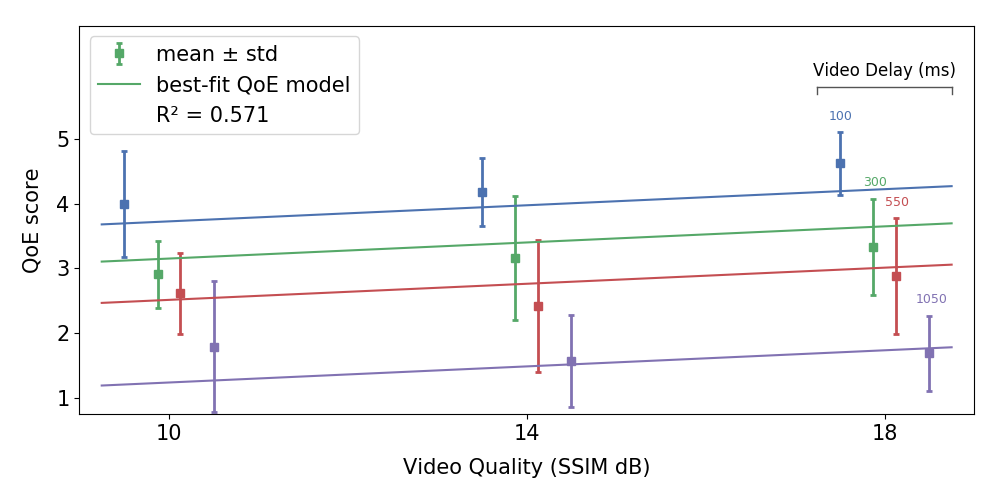 mean ± std
best-fit QoE model
R² = 0.571
Video Delay (ms)
100
300
550
1050
QoE score
5
4
3
2
1
10
14
18
Video Quality (SSIM dB)